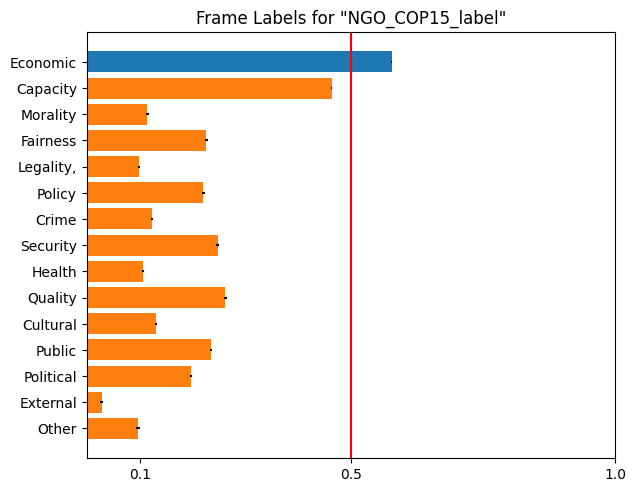 Frame Labels for "NGO_COP15_label"
Economic
Capacity
Morality
Fairness
Legality,
Policy
Crime
Security
Health
Quality
Cultural
Public
Political
External
Other
0.1 0.5 1.0